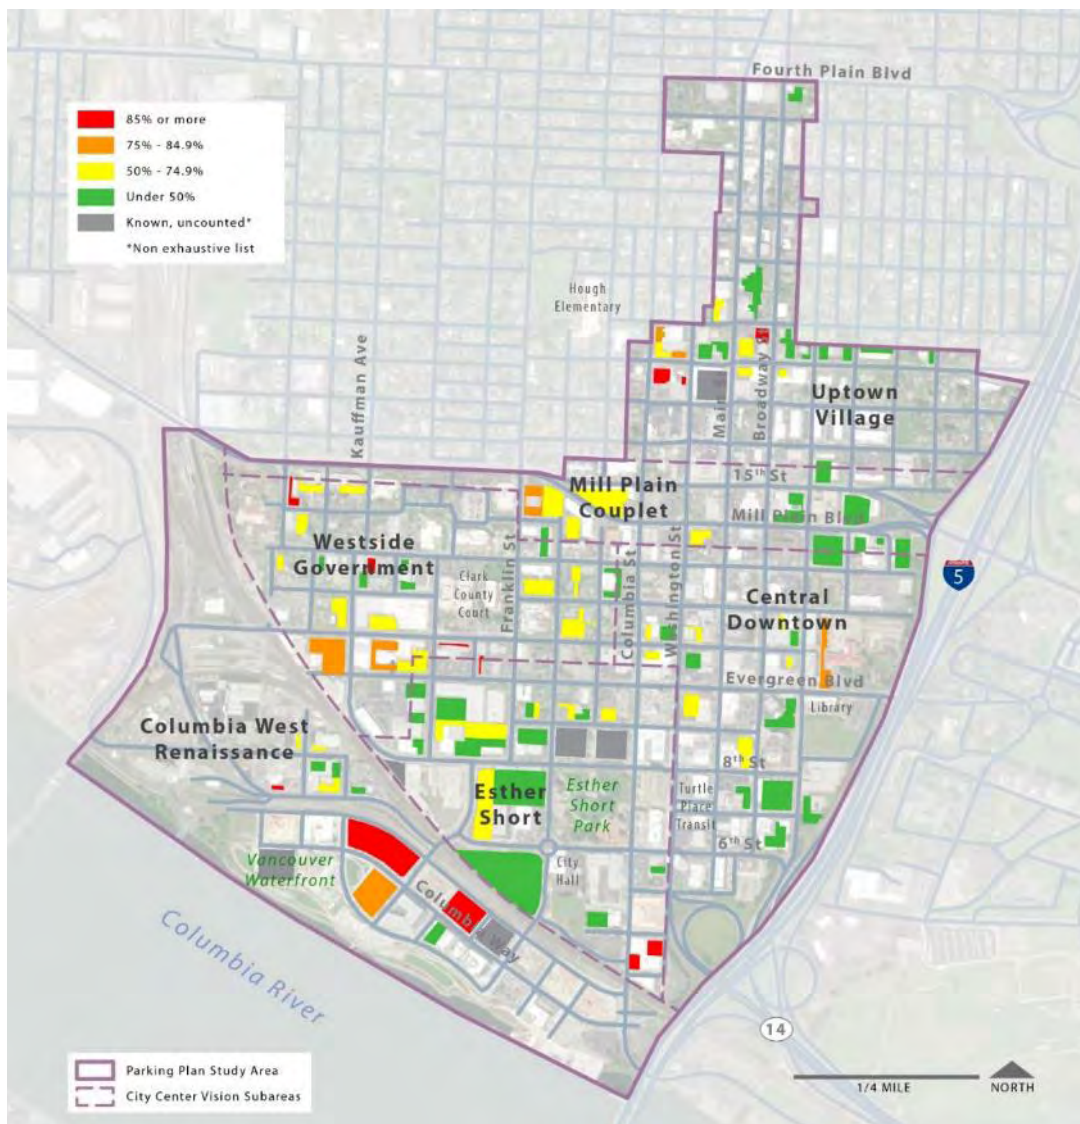 Fourth Plain Blvd
85% or more
75% - 84.9%
50% - 74.9%
Under 50%
Known, uncounted*
*Non exhaustive list
Hough
Elementary
Kauffman Ave
Main
Broadway S
Uptown
Village
15th St
Mill Plain
Couplet
Mill Plain Blvd
Westside
Government
Franklin St
Clark
County
Court
Columbia St
Washington St
5
Central
Downtown
Evergreen Blvd
Library
Columbia West
Renaissance
8th St
Esther
Short
Esther
Short
Park
Turtle
Place
Transit
6th St
Vancouver
Waterfront
City
Hall
Columbia Way
Columbia River
14
Parking Plan Study Area
City Center Vision Subareas
1/4 MILE
NORTH